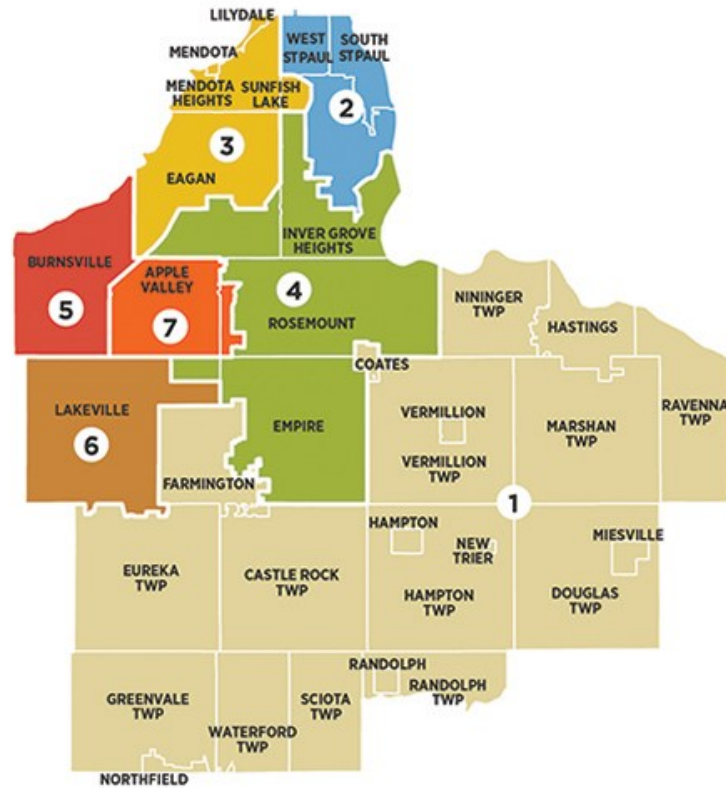 LILYDALE
MENDOTA
WEST
ST PAUL
SOUTH
ST PAUL
MENDOTA
HEIGHTS
SUNFISH
LAKE
2
3
EAGAN
INVER GROVE
HEIGHTS
BURNSVILLE
APPLE
VALLEY
4
5
7
ROSEMOUNT
NININGER
TWP
HASTINGS
COATES
LAKEVILLE
6
EMPIRE
VERMILLION
VERMILLION
TWP
MARSHAN
TWP
RAVENNA
TWP
FARMINGTON
1
HAMPTON
NEW
TRIER
MIESVILLE
EUREKA
TWP
CASTLE ROCK
TWP
HAMPTON
TWP
DOUGLAS
TWP
RANDOLPH
RANDOLPH
TWP
GREENVALE
TWP
WATERFORD
TWP
SCIOTA
TWP
NORTHFIELD